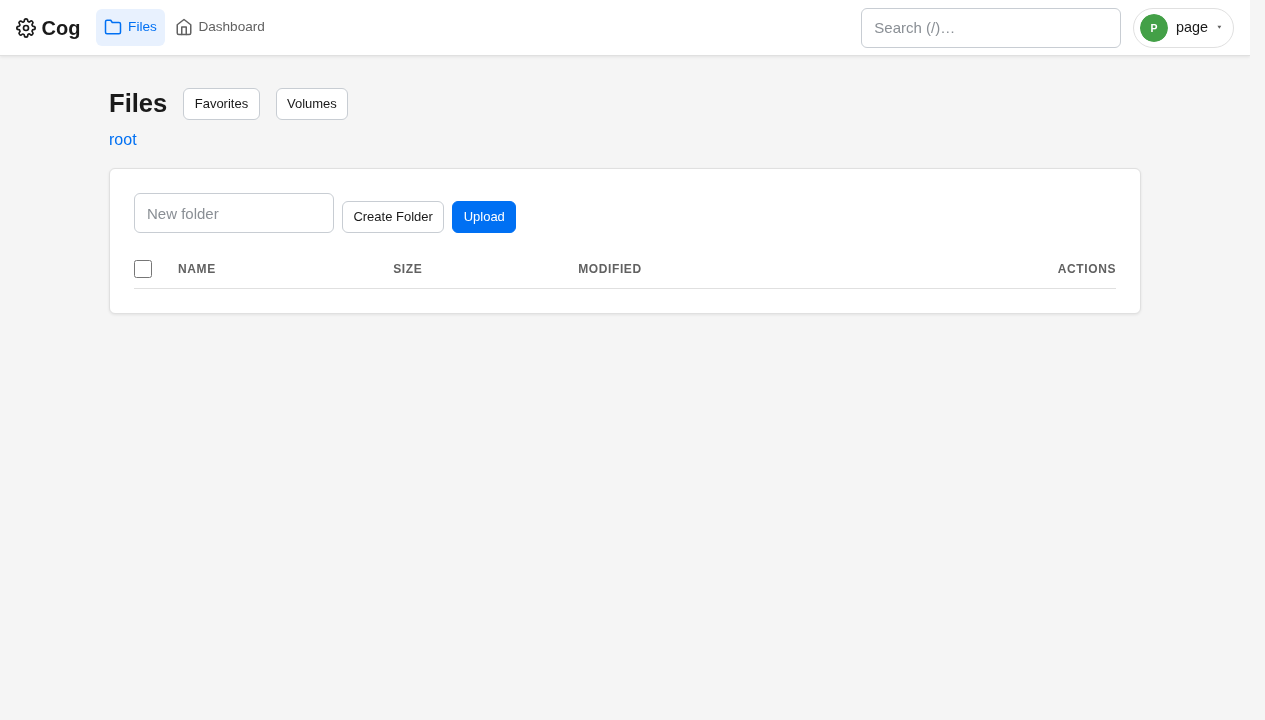 Cog Files Dashboard Search (/)… P page
Files Favorites Volumes
root
New folder Create Folder Upload
NAME SIZE MODIFIED ACTIONS